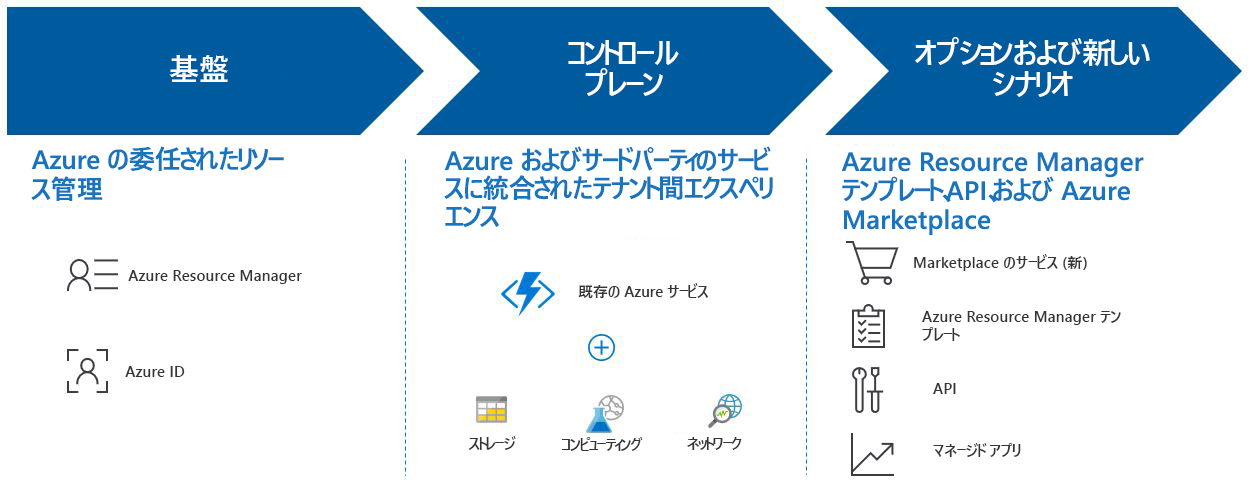 基盤
コントロール
プレーン
オプションおよび新しい
シナリオ
Azure の委任されたリソー
ス管理
Azure Resource Manager
Azure ID
Azure およびサードパーティのサービ
スに統合されたテナント間エクスペリ
エンス
既存の Azure サービス
ストレージ
コンピューティング
ネットワーク
Azure Resource Manager
テンプレート、API、および Azure
Marketplace
Marketplace のサービス (新)
Azure Resource Manager テン
プレート
API
マネージド アプリ